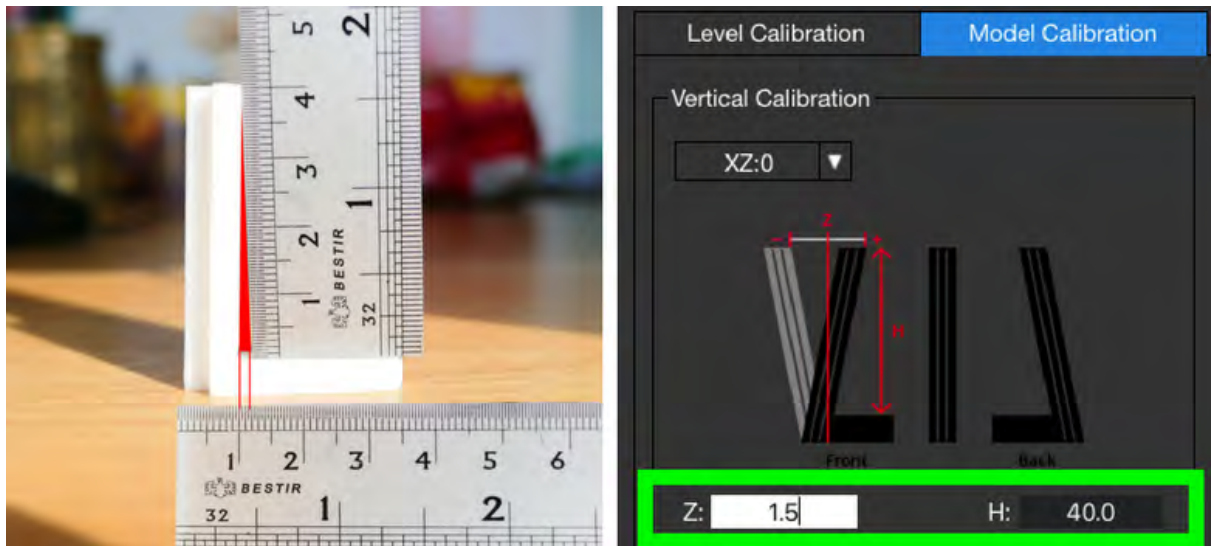 5
2
4
3
1
2
BESTIR
1
32
1 2 3 4 5 6
BESTIR
32
1
2
Level Calibration
Model Calibration
Vertical Calibration
XZ:0
Z
- +
H
Front
Back
Z: 1.5
H: 40.0